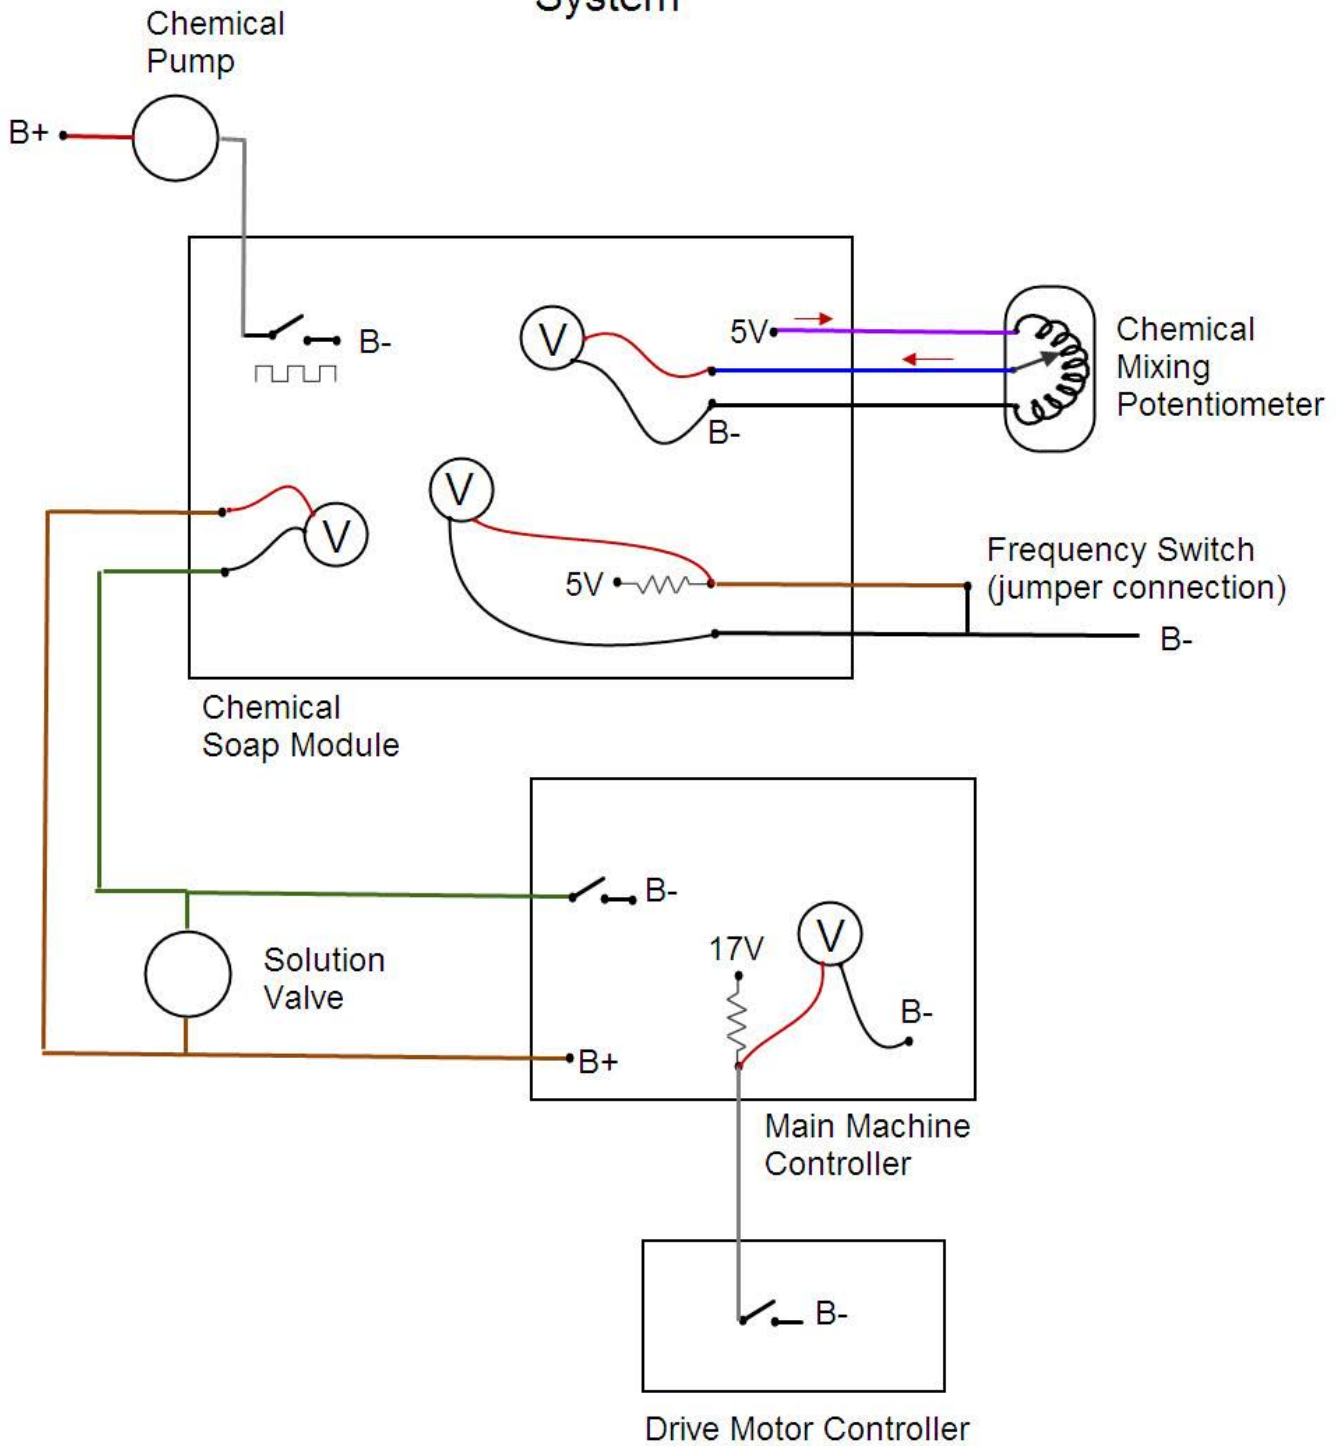 System
Chemical
Pump
B+
B-
V
5V
Chemical
Mixing
Potentiometer
B-
V
V
5V
Frequency Switch
(jumper connection)
B-
Chemical
Soap Module
B-
17V
V
B-
Solution
Valve
B+
Main Machine
Controller
B-
Drive Motor Controller